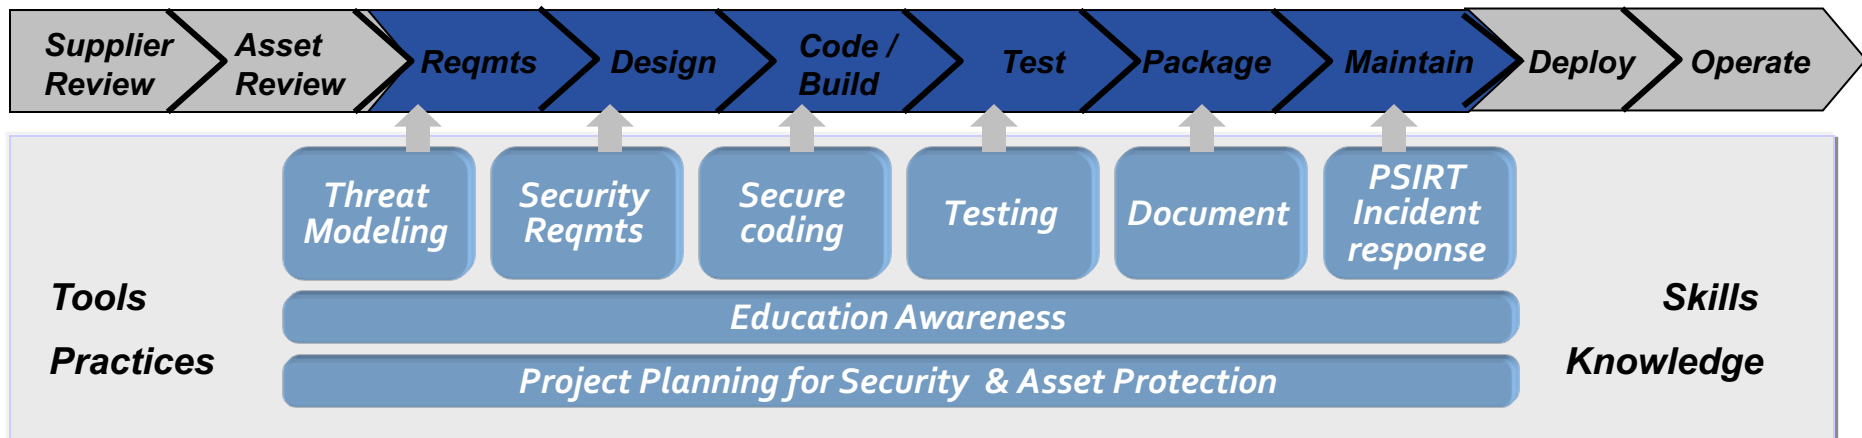 Supplier
Review
Asset
Review
Reqmts
Design
Code /
Build
Test
Package
Maintain
Deploy
Operate
Threat
Modeling
Security
Reqmts
Secure
coding
Testing
Document
PSIRT
Incident
response
Tools
Practices
Education Awareness
Project Planning for Security & Asset Protection
Skills
Knowledge